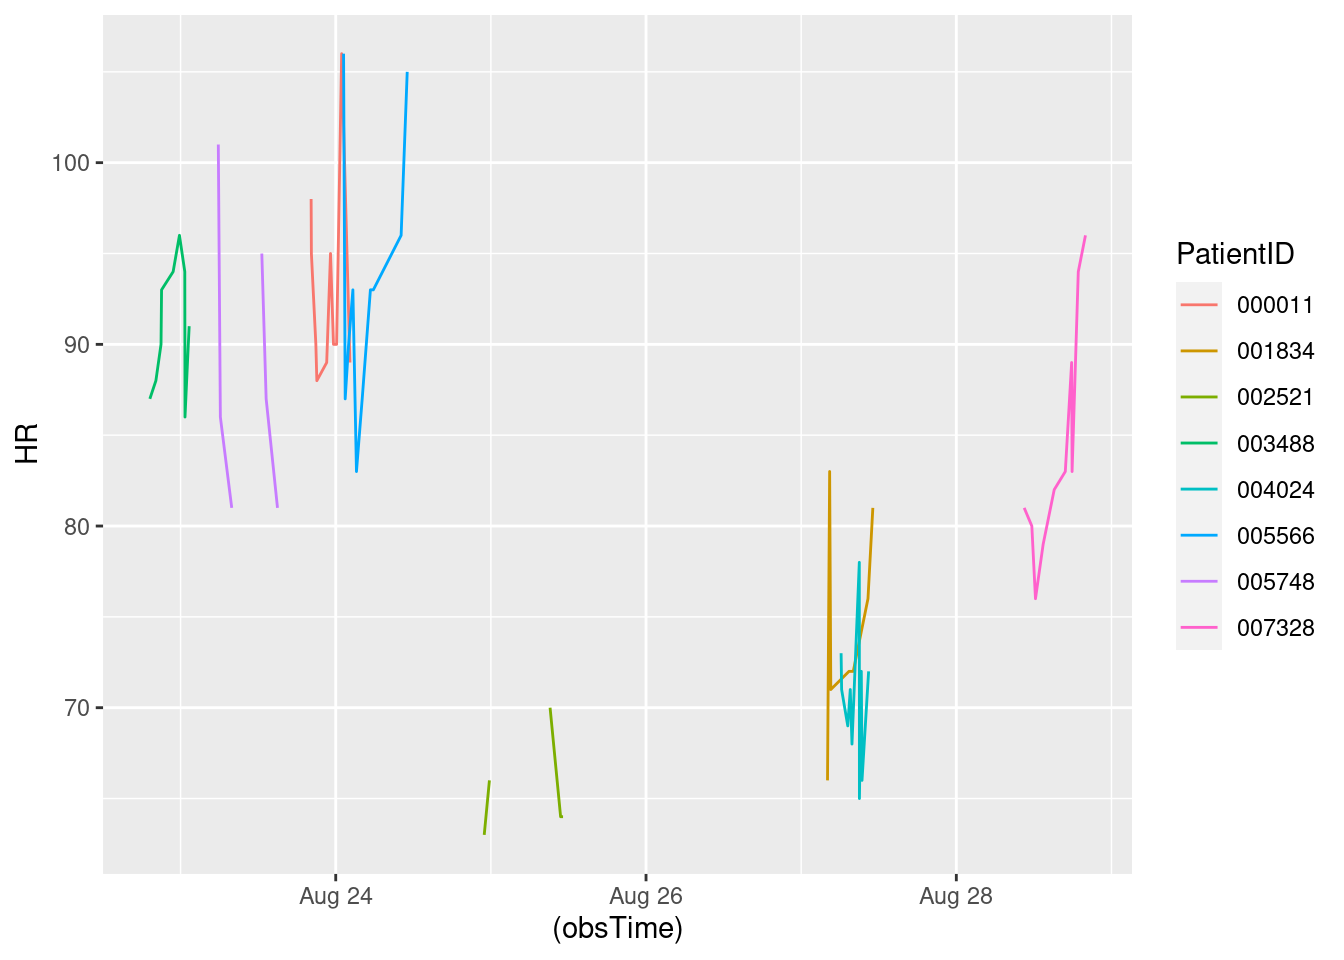 100
90
80
70
HR
Aug 24
Aug 26
Aug 28
(obsTime)
PatientID
000011
001834
002521
003488
004024
005566
005748
007328